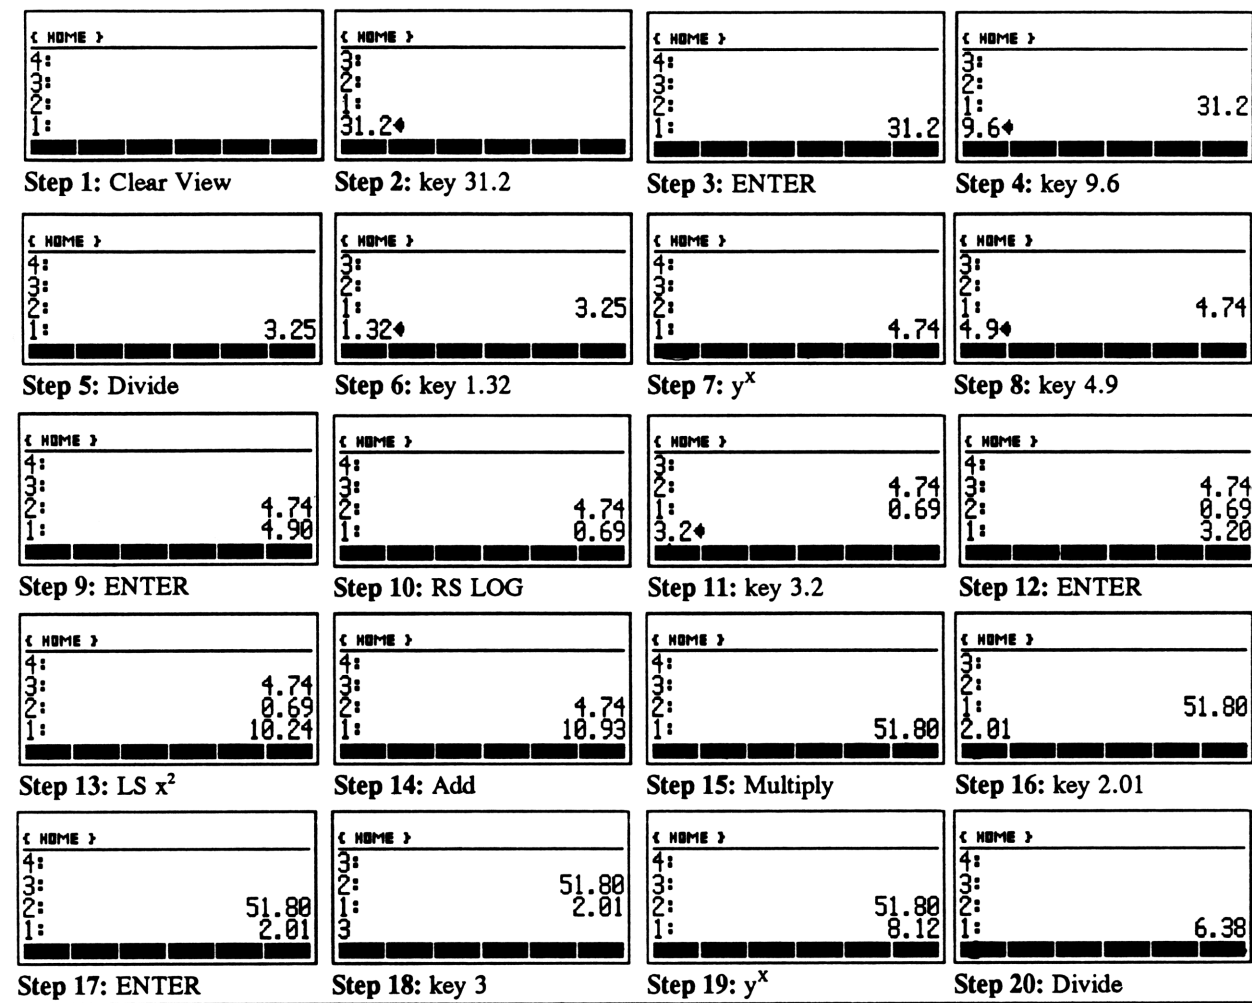 { HOME } { HOME } { HOME } { HOME }
4: 3: 4: 3:
3: 2: 3: 2:
2: 1: 2: 1: 31.2
1: 31.2◆ 1: 31.2 9.6◆
Step 1: Clear View Step 2: key 31.2 Step 3: ENTER Step 4: key 9.6
{ HOME } { HOME } { HOME } { HOME }
4: 3: 4: 3:
3: 2: 3: 2:
2: 1: 3.25 2: 1: 4.74
1: 3.25 1.32◆ 1: 4.74 4.9◆
Step 5: Divide Step 6: key 1.32 Step 7: yˣ Step 8: key 4.9
{ HOME } { HOME } { HOME } { HOME }
4: 4: 3: 4:
3: 3: 2: 4.74 3: 4.74
2: 4.74 2: 4.74 1: 0.69 2: 0.69
1: 4.90 1: 0.69 3.2◆ 1: 3.20
Step 9: ENTER Step 10: RS LOG Step 11: key 3.2 Step 12: ENTER
{ HOME } { HOME } { HOME } { HOME }
4: 4: 4: 3:
3: 4.74 3: 3: 2:
2: 0.69 2: 4.74 2: 1: 51.80
1: 10.24 1: 10.93 1: 51.80 2.01
Step 13: LS x² Step 14: Add Step 15: Multiply Step 16: key 2.01
{ HOME } { HOME } { HOME } { HOME }
4: 3: 4: 4:
3: 2: 51.80 3: 3:
2: 51.80 1: 2.01 2: 51.80 2:
1: 2.01 3 1: 8.12 1: 6.38
Step 17: ENTER Step 18: key 3 Step 19: yˣ Step 20: Divide